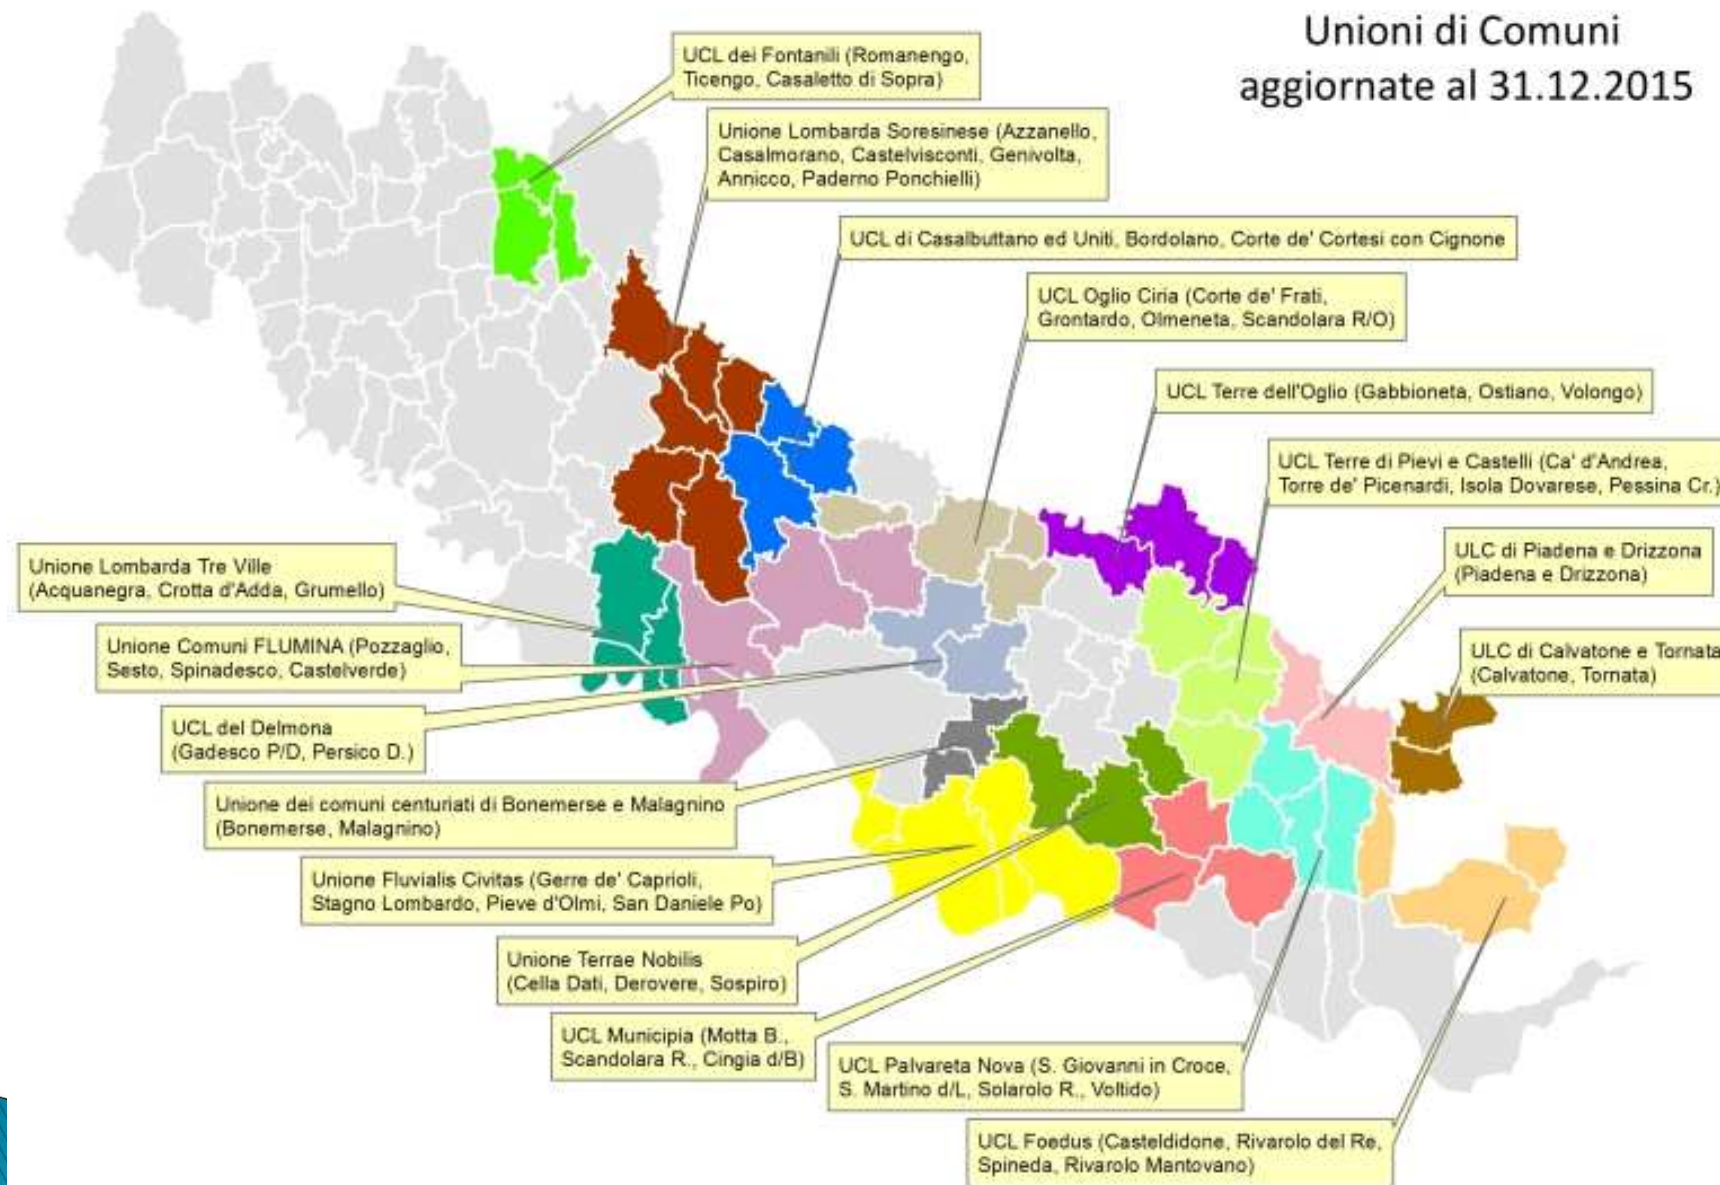 Unioni di Comuni
aggiornate al 31.12.2015
UCL dei Fontanili (Romanengo,
Ticengo, Casaletto di Sopra)
Unione Lombarda Soresinese (Azzanello,
Casalmorano, Castelvisconti, Genivolta,
Annicco, Paderno Ponchielli)
UCL di Casalbuttano ed Uniti, Bordolano, Corte de' Cortesi con Cignone
UCL Oglio Ciria (Corte de' Frati,
Grontardo, Olmeneta, Scandolara R/O)
UCL Terre dell'Oglio (Gabbioneta, Ostiano, Volongo)
UCL Terre di Pievi e Castelli (Ca' d'Andrea,
Torre de' Picenardi, Isola Dovarese, Pessina Cr.)
ULC di Piadena e Drizzona
(Piadena e Drizzona)
ULC di Calvatone e Tornata
(Calvatone, Tornata)
Unione Lombarda Tre Ville
(Acquanegra, Crotta d'Adda, Grumello)
Unione Comuni FLUMINA (Pozzaglio,
Sesto, Spinadesco, Castelverde)
UCL del Delmona
(Gadesco P/D, Persico D.)
Unione dei comuni centuriati di Bonemerse e Malagnino
(Bonemerse, Malagnino)
Unione Fluvialis Civitas (Gerre de' Caprioli,
Stagno Lombardo, Pieve d'Olmi, San Daniele Po)
Unione Terrae Nobilis
(Cella Dati, Derovere, Sospiro)
UCL Municipia (Motta B.,
Scandolara R., Cingia d/B)
UCL Palvareta Nova (S. Giovanni in Croce,
S. Martino d/L, Solarolo R., Voltido)
UCL Foedus (Casteldidone, Rivarolo del Re,
Spineda, Rivarolo Mantovano)